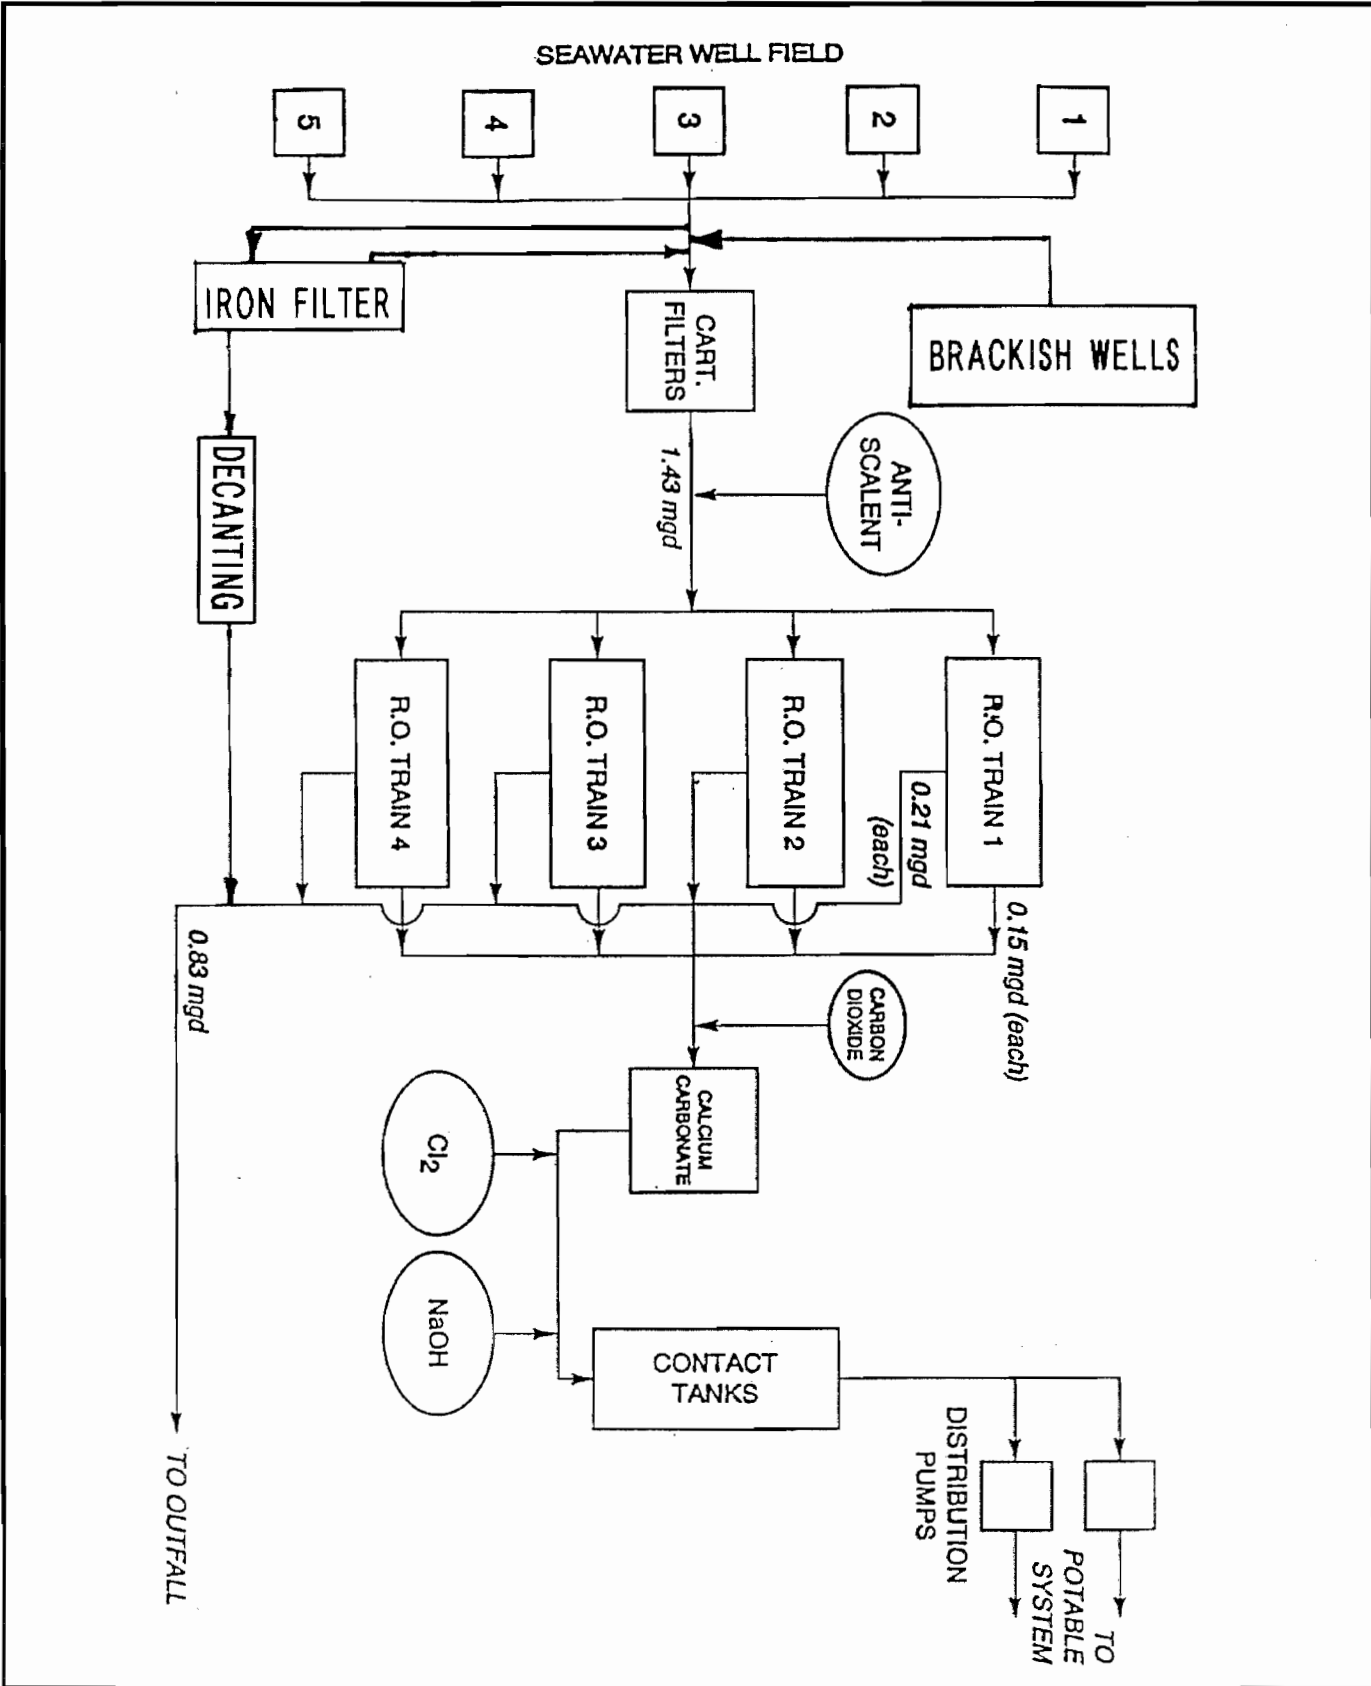 SEAWATER WELL FIELD
5
4
3
2
1
IRON FILTER
CART.
FILTERS
BRACKISH WELLS
ANTI-
SCALENT
1.43 mgd
DECANTING
R.O. TRAIN 4
R.O. TRAIN 3
R.O. TRAIN 2
R.O. TRAIN 1
0.21 mgd
(each)
0.15 mgd (each)
0.83 mgd
CARBON
DIOXIDE
CALCIUM
CARBONATE
Cl2
NaOH
CONTACT
TANKS
DISTRIBUTION
PUMPS
TO
POTABLE
SYSTEM
TO OUTFALL